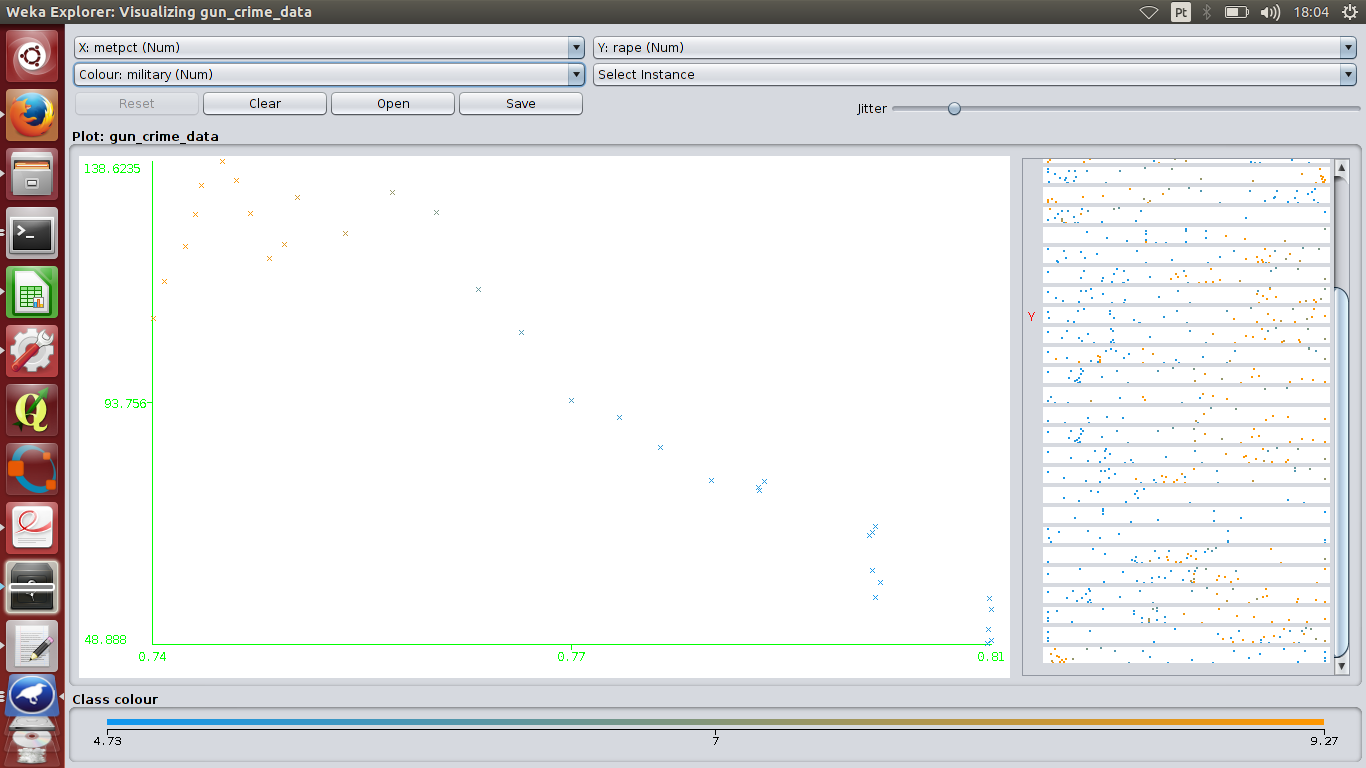 Weka Explorer: Visualizing gun_crime_data
Pt
18:04
X: metpct (Num)
Y: rape (Num)
Colour: military (Num)
Select Instance
Reset
Clear
Open
Save
Jitter
Plot: gun_crime_data
138.6235
93.756
48.888
0.74
0.77
0.81
Y
Class colour
4.73
7
9.27